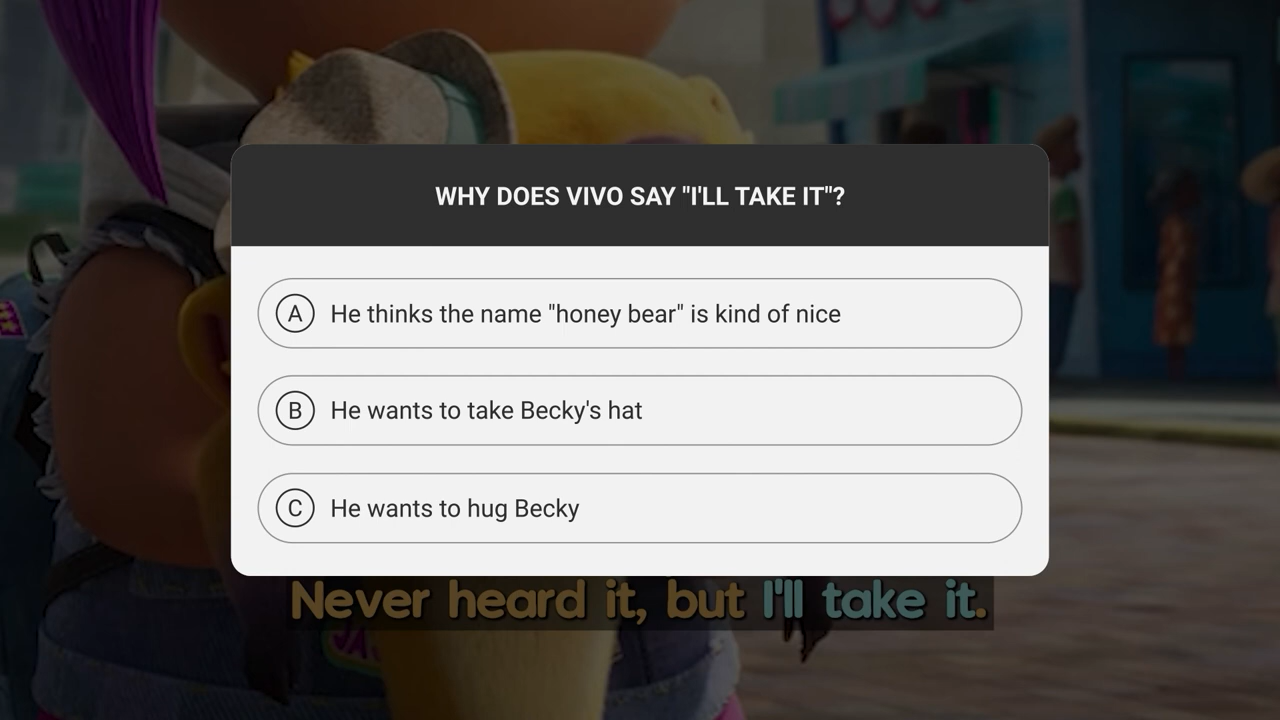 WHY DOES VIVO SAY "I'LL TAKE IT"?
A He thinks the name "honey bear" is kind of nice
B He wants to take Becky's hat
C He wants to hug Becky
Never heard it, but I'll take it.